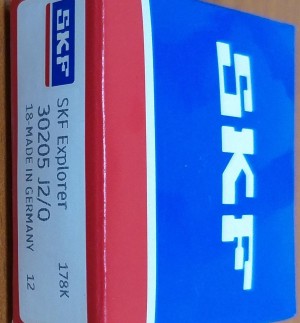 SKF
SKF Explorer 178K
30205 J2/Q
18-MADE IN GERMANY 12
SKF